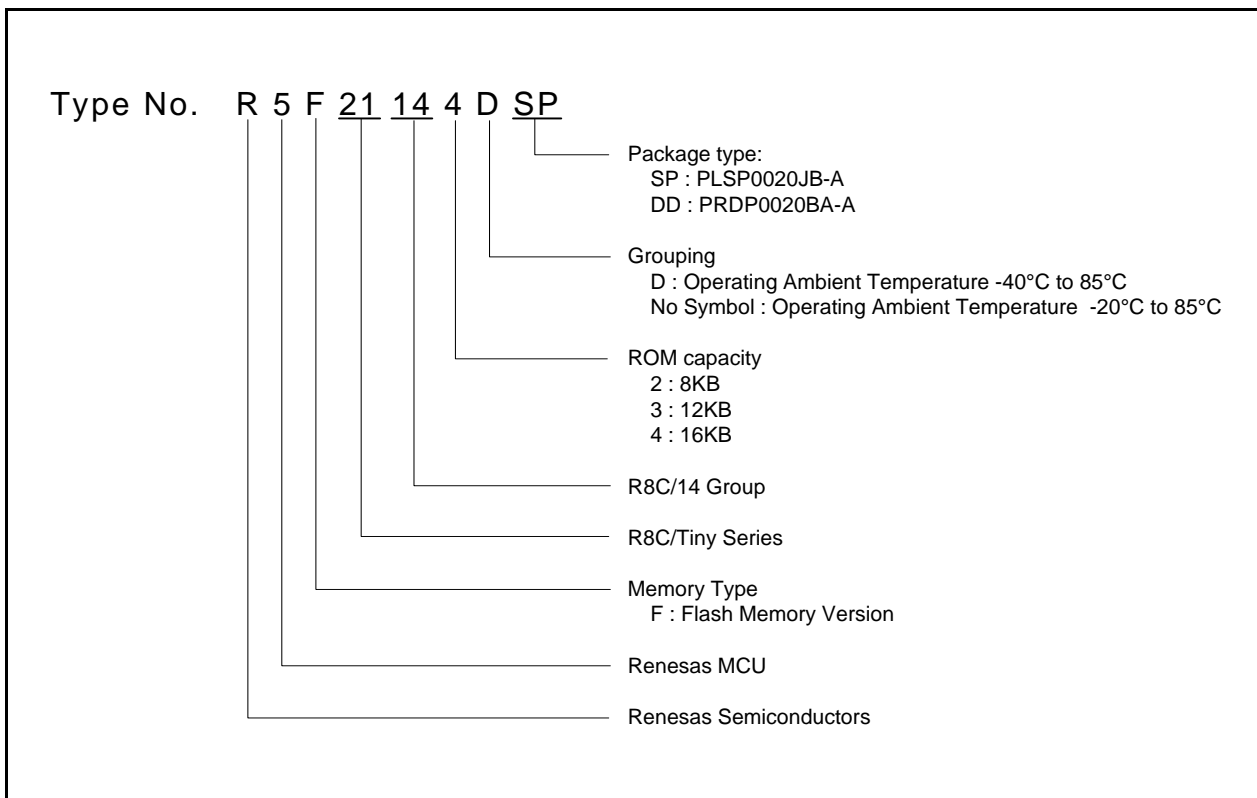 Type No. R 5 F 21 14 4 D SP
Package type:
SP : PLSP0020JB-A
DD : PRDP0020BA-A
Grouping
D : Operating Ambient Temperature -40°C to 85°C
No Symbol : Operating Ambient Temperature -20°C to 85°C
ROM capacity
2 : 8KB
3 : 12KB
4 : 16KB
R8C/14 Group
R8C/Tiny Series
Memory Type
F : Flash Memory Version
Renesas MCU
Renesas Semiconductors